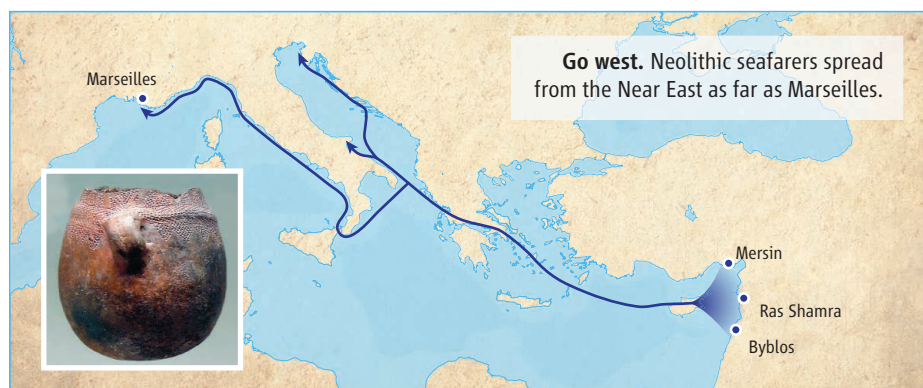 Go west. Neolithic seafarers spread
from the Near East as far as Marseilles.
Marseilles
Mersin
Ras Shamra
Byblos